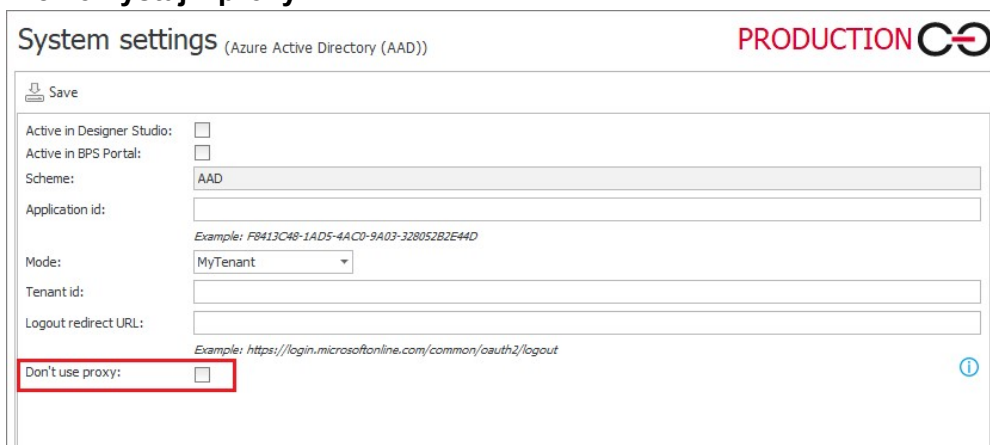 System settings (Azure Active Directory (AAD))
PRODUCTION
Save
Active in Designer Studio:
Active in BPS Portal:
Scheme: AAD
Application id:
Example: F8413C48-1AD5-4AC0-9A03-328052B2E44D
Mode: MyTenant
Tenant id:
Logout redirect URL:
Example: https://login.microsoftonline.com/common/oauth2/logout
Don't use proxy: